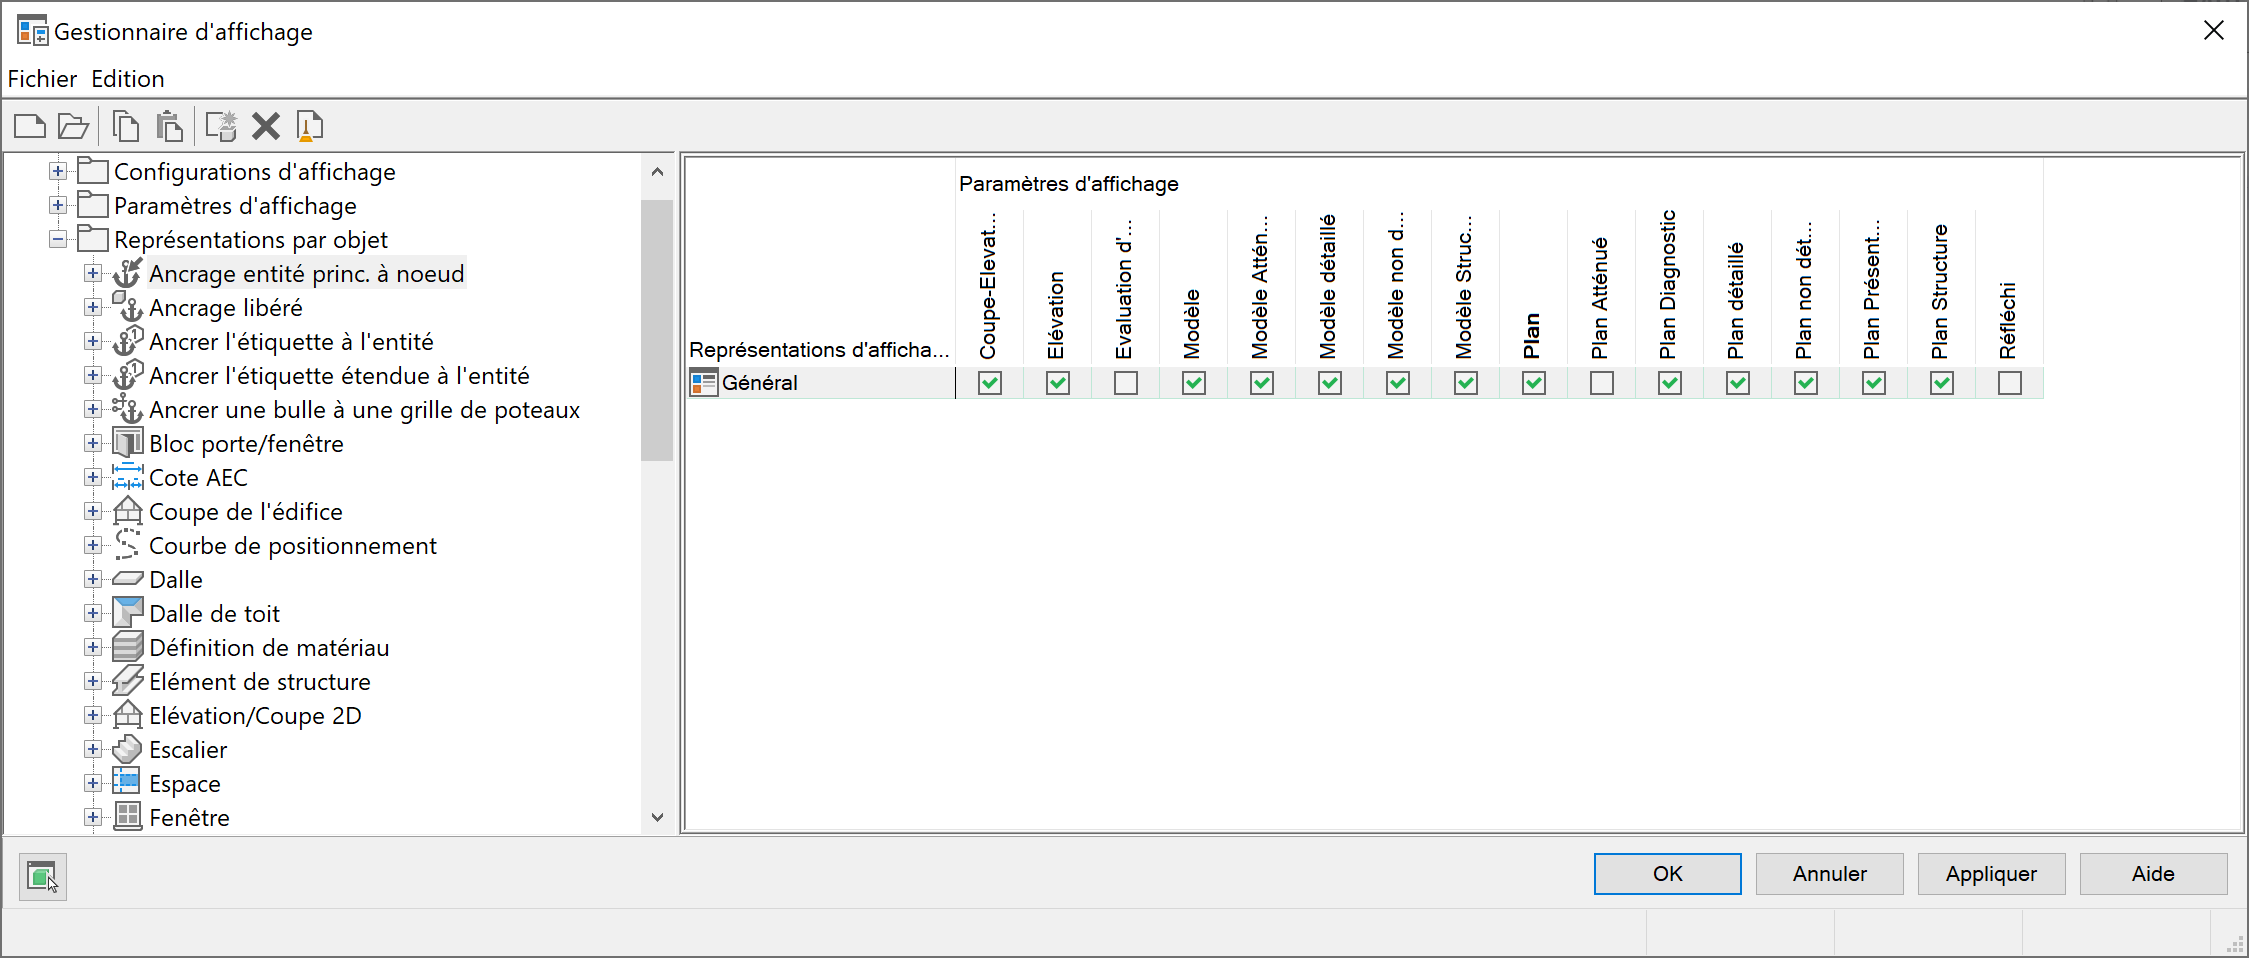 Gestionnaire d'affichage
Fichier Edition
Configurations d'affichage
Paramètres d'affichage
Représentations par objet
Ancrage entité princ. à noeud
Ancrage libéré
Ancrer l'étiquette à l'entité
Ancrer l'étiquette étendue à l'entité
Ancrer une bulle à une grille de poteaux
Bloc porte/fenêtre
Cote AEC
Coupe de l'édifice
Courbe de positionnement
Dalle
Dalle de toit
Définition de matériau
Elément de structure
Elévation/Coupe 2D
Escalier
Espace
Fenêtre
Paramètres d'affichage
Représentations d'afficha...
Coupe-Elevat...
Elévation
Evaluation d'...
Modèle
Modèle Attén...
Modèle détaillé
Modèle non d...
Modèle Struc...
Plan
Plan Atténué
Plan Diagnostic
Plan détaillé
Plan non dét...
Plan Présent...
Plan Structure
Réfléchi
Général
OK
Annuler
Appliquer
Aide